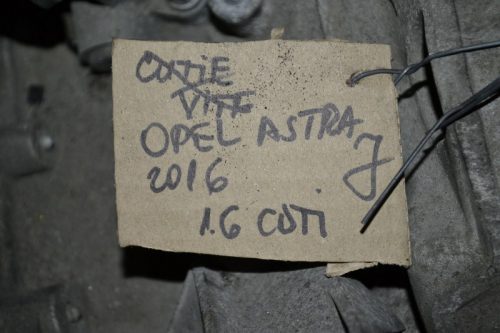 CUTIE
VITE
OPEL ASTRA J
2016
1.6 CDTI